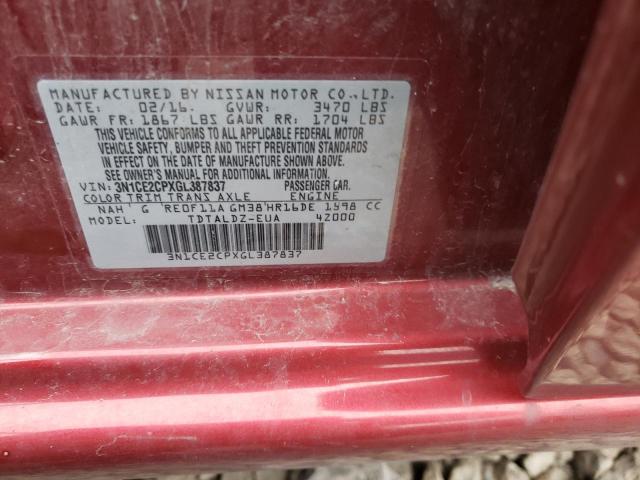 MANUFACTURED BY NISSAN MOTOR CO.,LTD.
DATE: 02/16. GVWR: 3470 LBS
GAWR FR: 1867 LBS GAWR RR: 1704 LBS
THIS VEHICLE CONFORMS TO ALL APPLICABLE FEDERAL MOTOR
VEHICLE SAFETY, BUMPER AND THEFT PREVENTION STANDARDS
IN EFFECT ON THE DATE OF MANUFACTURE SHOWN ABOVE.
SEE OWNER'S MANUAL FOR ADDITIONAL INFORMATION
VIN: 3N1CE2CPXGL387837 PASSENGER CAR.
COLOR TRIM TRANS AXLE ENGINE
NAH G RE0F11A GM38 HR16DE 1598 CC
MODEL: TDTALDZ-EUA 42000
3N1CE2CPXGL387837